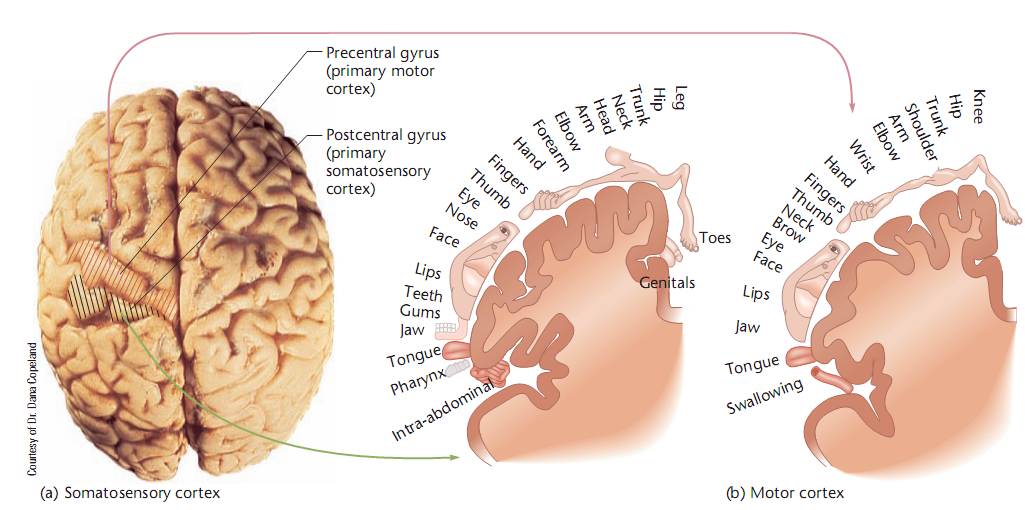 Precentral gyrus
(primary motor
cortex)
Postcentral gyrus
(primary
somatosensory
cortex)
Courtesy of Dr. Dana Copeland
(a) Somatosensory cortex
Leg
Hip
Trunk
Neck
Head
Arm
Elbow
Forearm
Hand
Fingers
Thumb
Eye
Nose
Face
Lips
Teeth
Gums
Jaw
Tongue
Pharynx
Intra-abdominal
Toes
Genitals
Knee
Hip
Trunk
Shoulder
Arm
Elbow
Wrist
Hand
Fingers
Thumb
Neck
Brow
Eye
Face
Lips
Jaw
Tongue
Swallowing
(b) Motor cortex